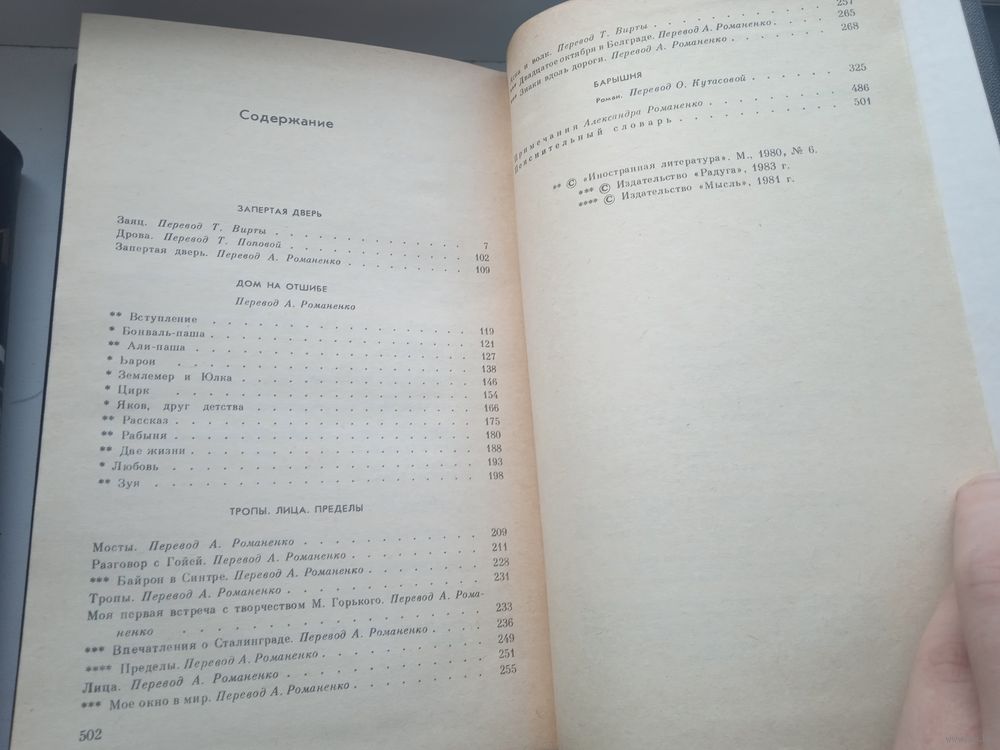 Содержание
ЗАПЕРТАЯ ДВЕРЬ
Заяц. Перевод Т. Вирты . . . . . . . . . . . . 7
Дрова. Перевод Т. Поповой . . . . . . . . . . . 102
Запертая дверь. Перевод А. Романенко . . . . . . . . 109
ДОМ НА ОТШИБЕ
Перевод А. Романенко
** Вступление . . . . . . . . . . . . 119
* Бонваль-паша . . . . . . . . . . . . 121
** Али-паша . . . . . . . . . . . . 127
* Барон . . . . . . . . . . . . 138
* Землемер и Юлка . . . . . . . . . . . . 146
* Цирк . . . . . . . . . . . . 154
* Яков, друг детства . . . . . . . . . . . . 166
** Рассказ . . . . . . . . . . . . 175
** Рабыня . . . . . . . . . . . . 180
** Две жизни . . . . . . . . . . . . 188
* Любовь . . . . . . . . . . . . 193
** Зуя . . . . . . . . . . . . 198
ТРОПЫ. ЛИЦА. ПРЕДЕЛЫ
Мосты. Перевод А. Романенко . . . . . . . . . 209
Разговор с Гойей. Перевод А. Романенко . . . . . . . 211
*** Байрон в Синтре. Перевод А. Романенко . . . . . . 228
Тропы. Перевод А. Романенко . . . . . . . . . 231
Моя первая встреча с творчеством М. Горького. Перевод А. Рома-
ненко . . . . . . . . . . . . 233
*** Впечатления о Сталинграде. Перевод А. Романенко . . . 236
**** Пределы. Перевод А. Романенко . . . . . . . . 249
Лица. Перевод А. Романенко . . . . . . . . . 251
*** Мое окно в мир. Перевод А. Романенко . . . . . . . 255
502
и волк. Перевод Т. Вирты . . . . . . . . 257
Двадцатое октября в Белграде. Перевод А. Романенко . . . 265
*** Знаки вдоль дороги. Перевод А. Романенко . . . . . . 268
БАРЫШНЯ
Роман. Перевод О. Кутасовой . . . . . . 325
Примечания Александра Романенко . . . . . . . . 486
Пояснительный словарь . . . . . . . . . . 501
** © «Иностранная литература». М., 1980, № 6.
*** © Издательство «Радуга», 1983 г.
**** © Издательство «Мысль», 1981 г.